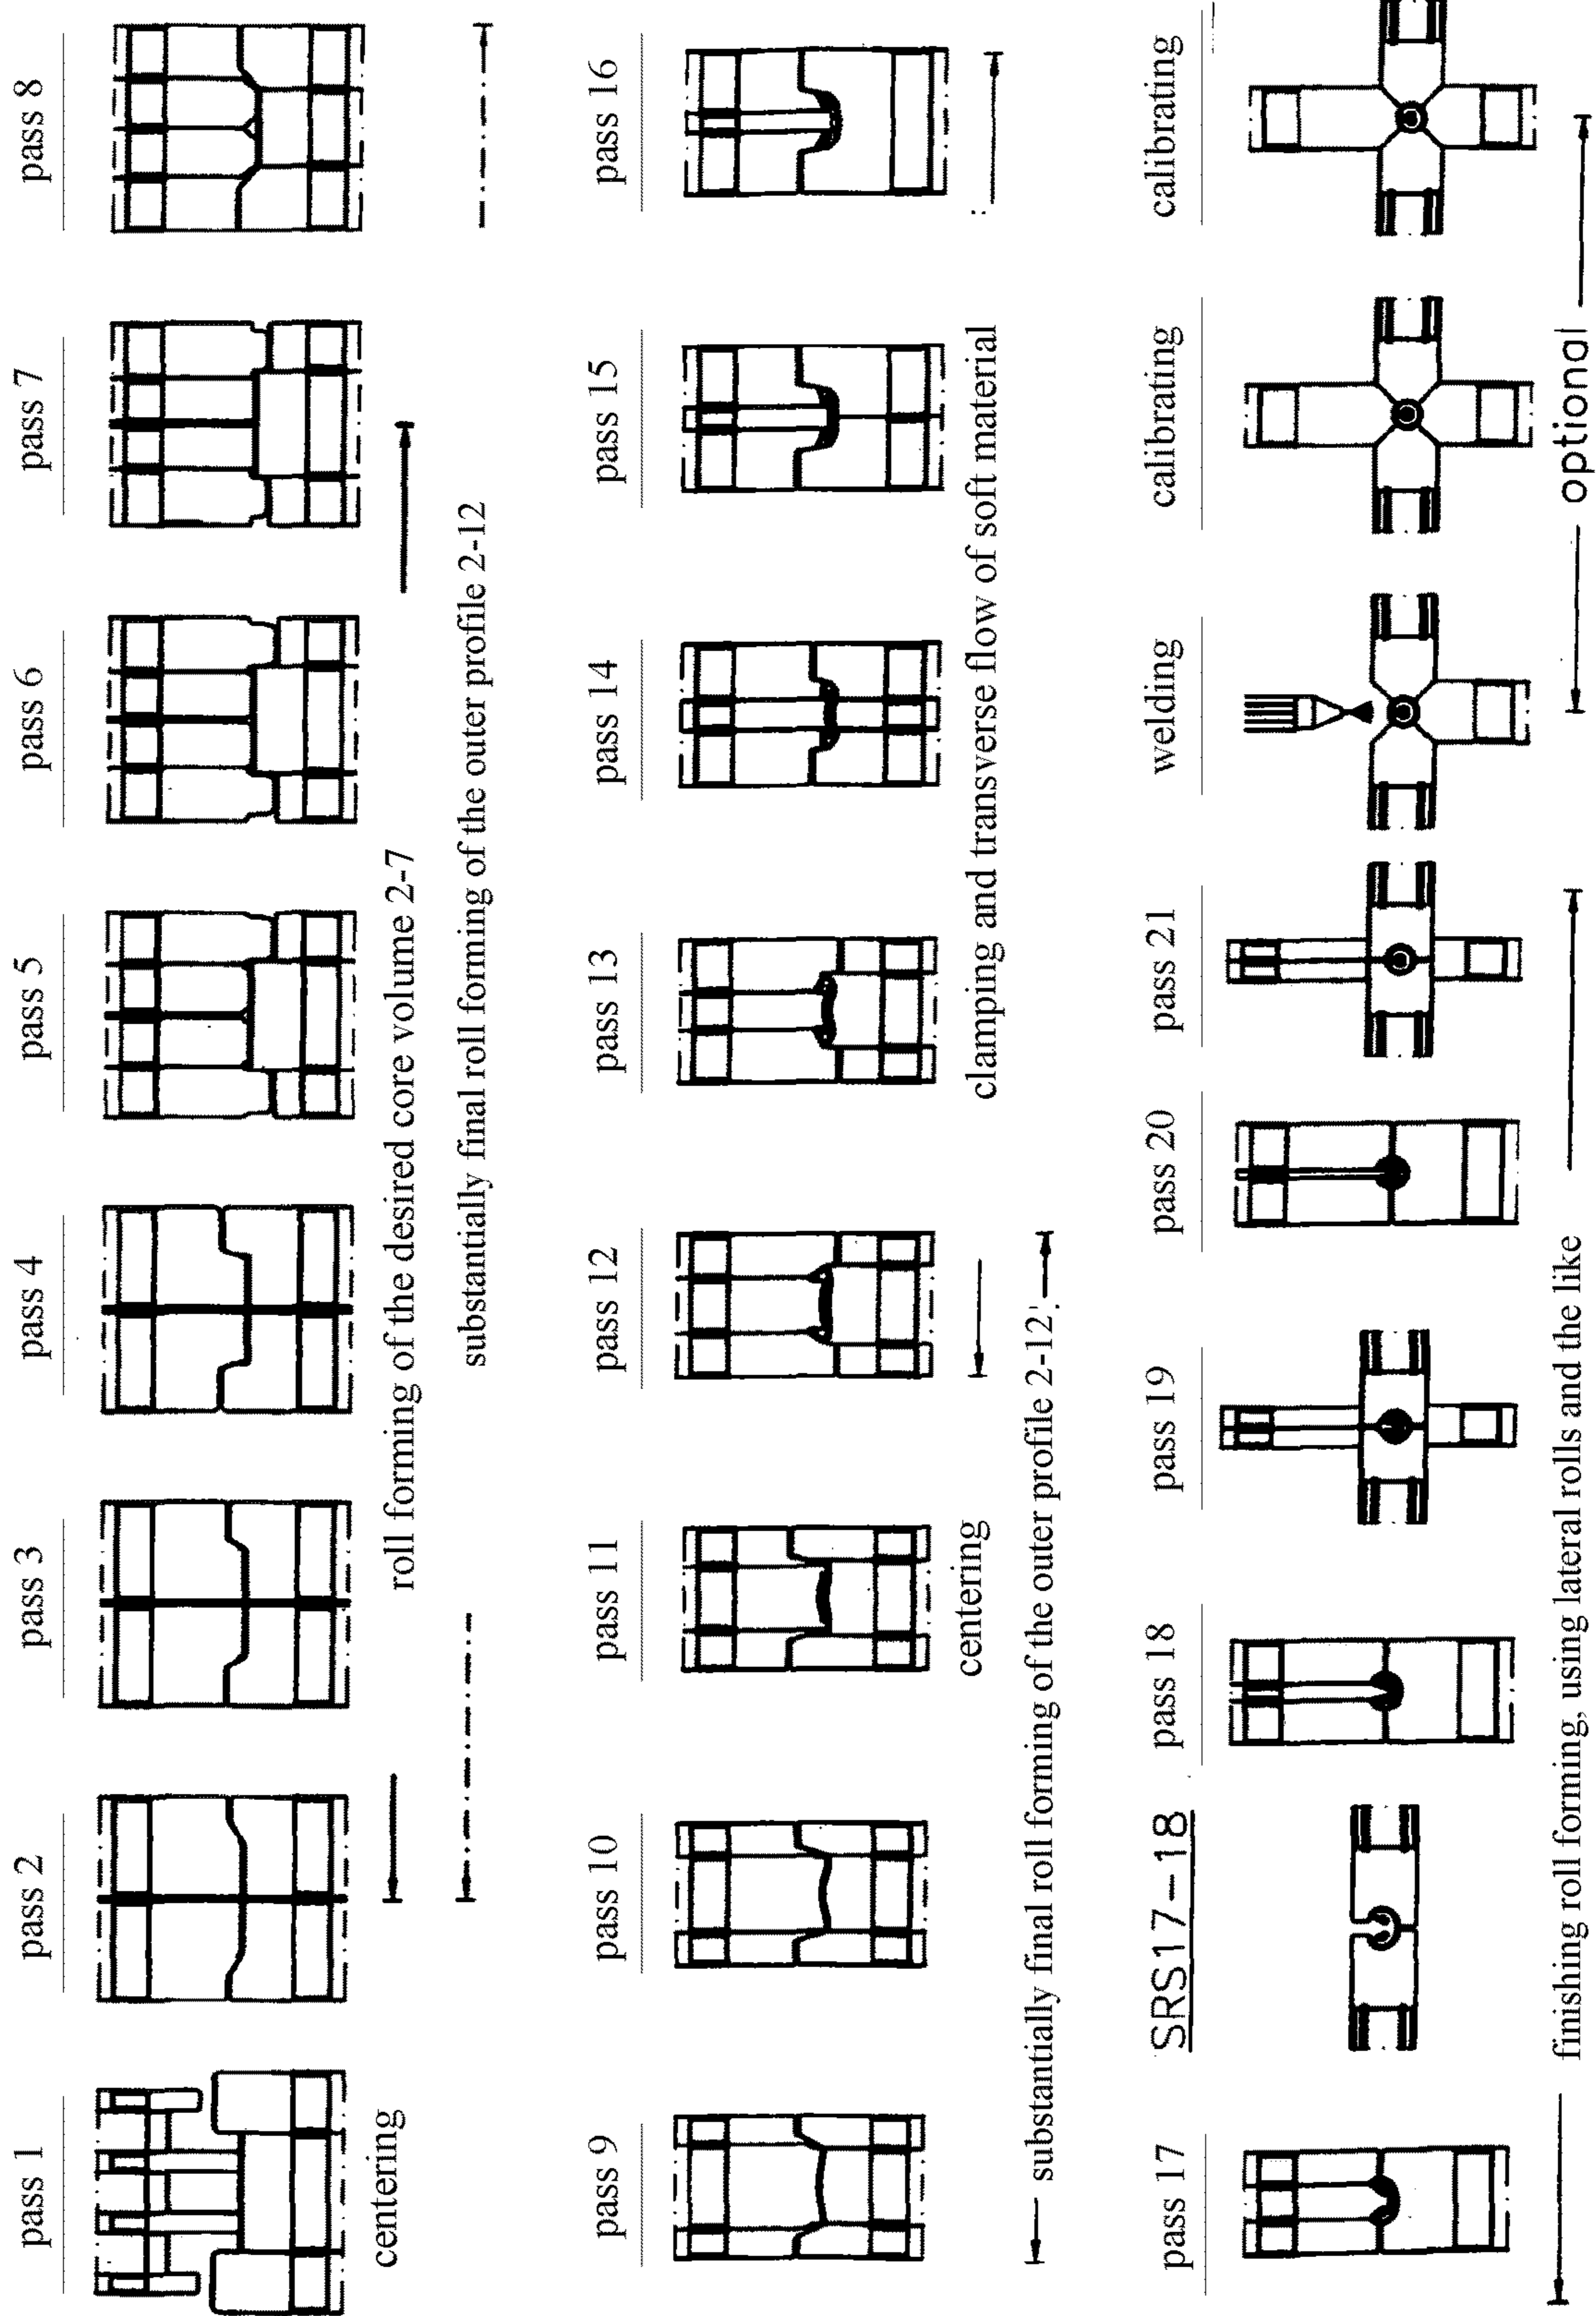 pass 1
pass 2
pass 3
pass 4
pass 5
pass 6
pass 7
pass 8
centering
roll forming of the desired core volume 2-7
substantially final roll forming of the outer profile 2-12
pass 9
pass 10
pass 11
pass 12
pass 13
pass 14
pass 15
pass 16
centering
clamping and transverse flow of soft material
substantially final roll forming of the outer profile 2-12
pass 17
SRS17-18
pass 18
pass 19
pass 20
pass 21
welding
calibrating
calibrating
finishing roll forming, using lateral rolls and the like
optional